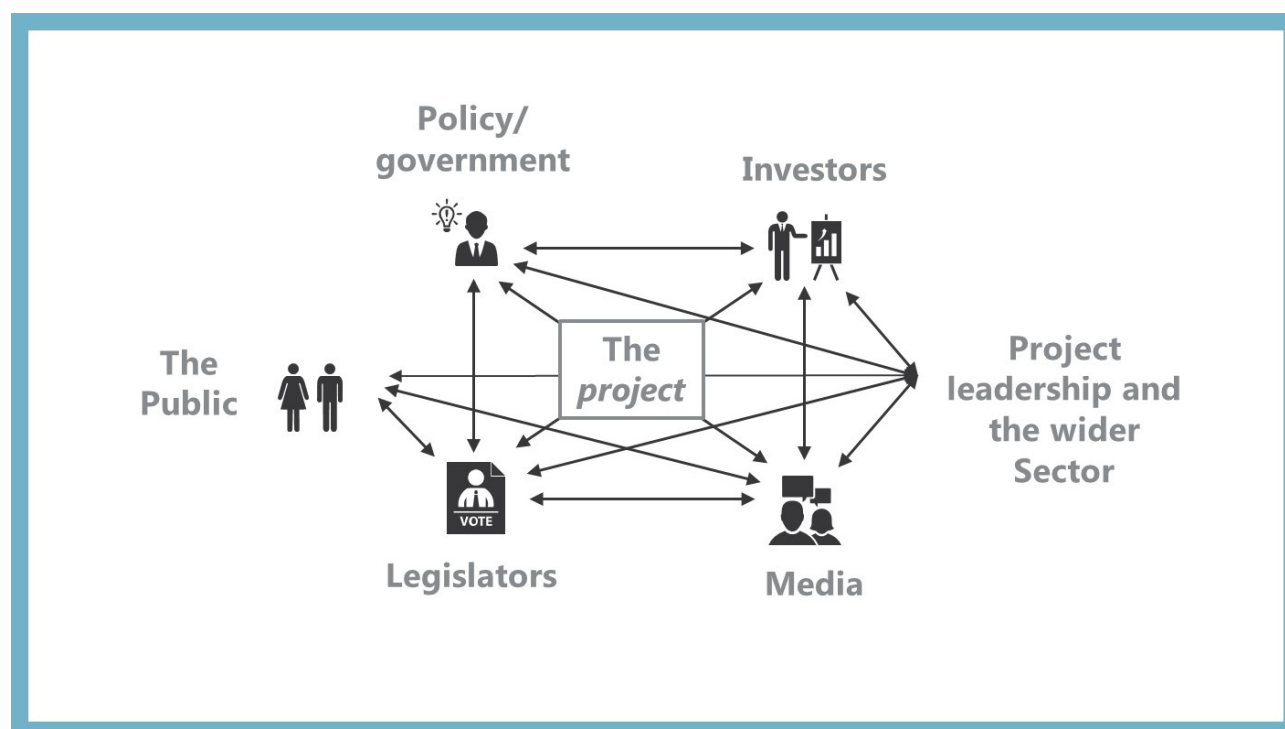 Policy/
government
Investors
The
Public
The
project
Project
leadership and
the wider
Sector
VOTE
Legislators
Media